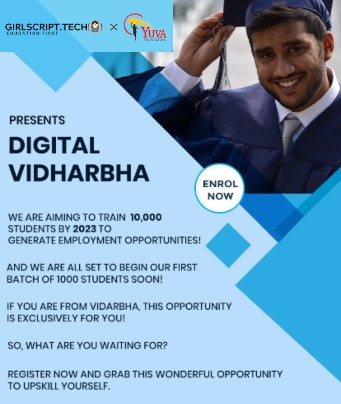 GIRLSCRIPT.TECH
EDUCATION FIRST
×
YUVA
PRESENTS
DIGITAL
VIDHARBHA
ENROL
NOW
WE ARE AIMING TO TRAIN 10,000
STUDENTS BY 2023 TO
GENERATE EMPLOYMENT OPPORTUNITIES!
AND WE ARE ALL SET TO BEGIN OUR FIRST
BATCH OF 1000 STUDENTS SOON!
IF YOU ARE FROM VIDARBHA, THIS OPPORTUNITY
IS EXCLUSIVELY FOR YOU!
SO, WHAT ARE YOU WAITING FOR?
REGISTER NOW AND GRAB THIS WONDERFUL OPPORTUNITY
TO UPSKILL YOURSELF.